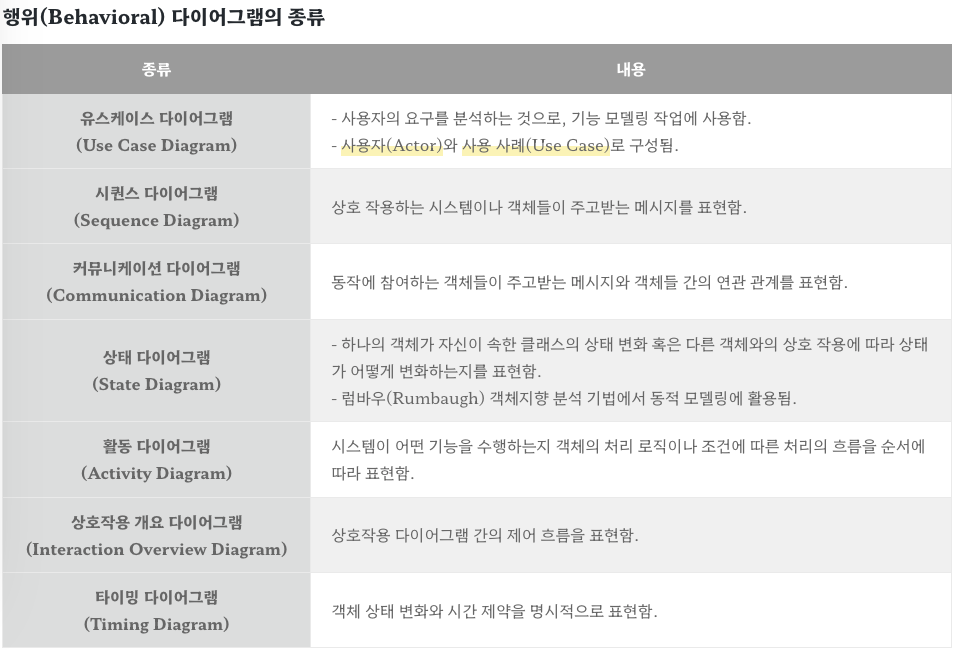 행위(Behavioral) 다이어그램의 종류
종류
내용
유스케이스 다이어그램
(Use Case Diagram)
- 사용자의 요구를 분석하는 것으로, 기능 모델링 작업에 사용함.
- 사용자(Actor)와 사용 사례(Use Case)로 구성됨.
시퀀스 다이어그램
(Sequence Diagram)
상호 작용하는 시스템이나 객체들이 주고받는 메시지를 표현함.
커뮤니케이션 다이어그램
(Communication Diagram)
동작에 참여하는 객체들이 주고받는 메시지와 객체들 간의 연관 관계를 표현함.
상태 다이어그램
(State Diagram)
- 하나의 객체가 자신이 속한 클래스의 상태 변화 혹은 다른 객체와의 상호 작용에 따라 상태
가 어떻게 변화하는지를 표현함.
- 럼바우(Rumbaugh) 객체지향 분석 기법에서 동적 모델링에 활용됨.
활동 다이어그램
(Activity Diagram)
시스템이 어떤 기능을 수행하는지 객체의 처리 로직이나 조건에 따른 처리의 흐름을 순서에
따라 표현함.
상호작용 개요 다이어그램
(Interaction Overview Diagram)
상호작용 다이어그램 간의 제어 흐름을 표현함.
타이밍 다이어그램
(Timing Diagram)
객체 상태 변화와 시간 제약을 명시적으로 표현함.